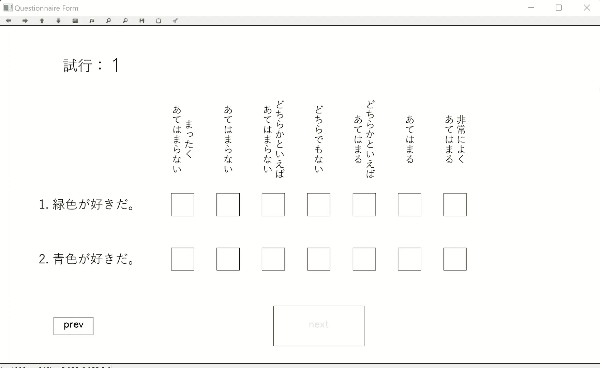 Questionnaire Form
試行： 1
まったく
あてはまらない
あてはまらない
どちらかといえば
あてはまらない
どちらでもない
どちらかといえば
あてはまる
あてはまる
非常によく
あてはまる
1. 緑色が好きだ。
2. 青色が好きだ。
prev
next